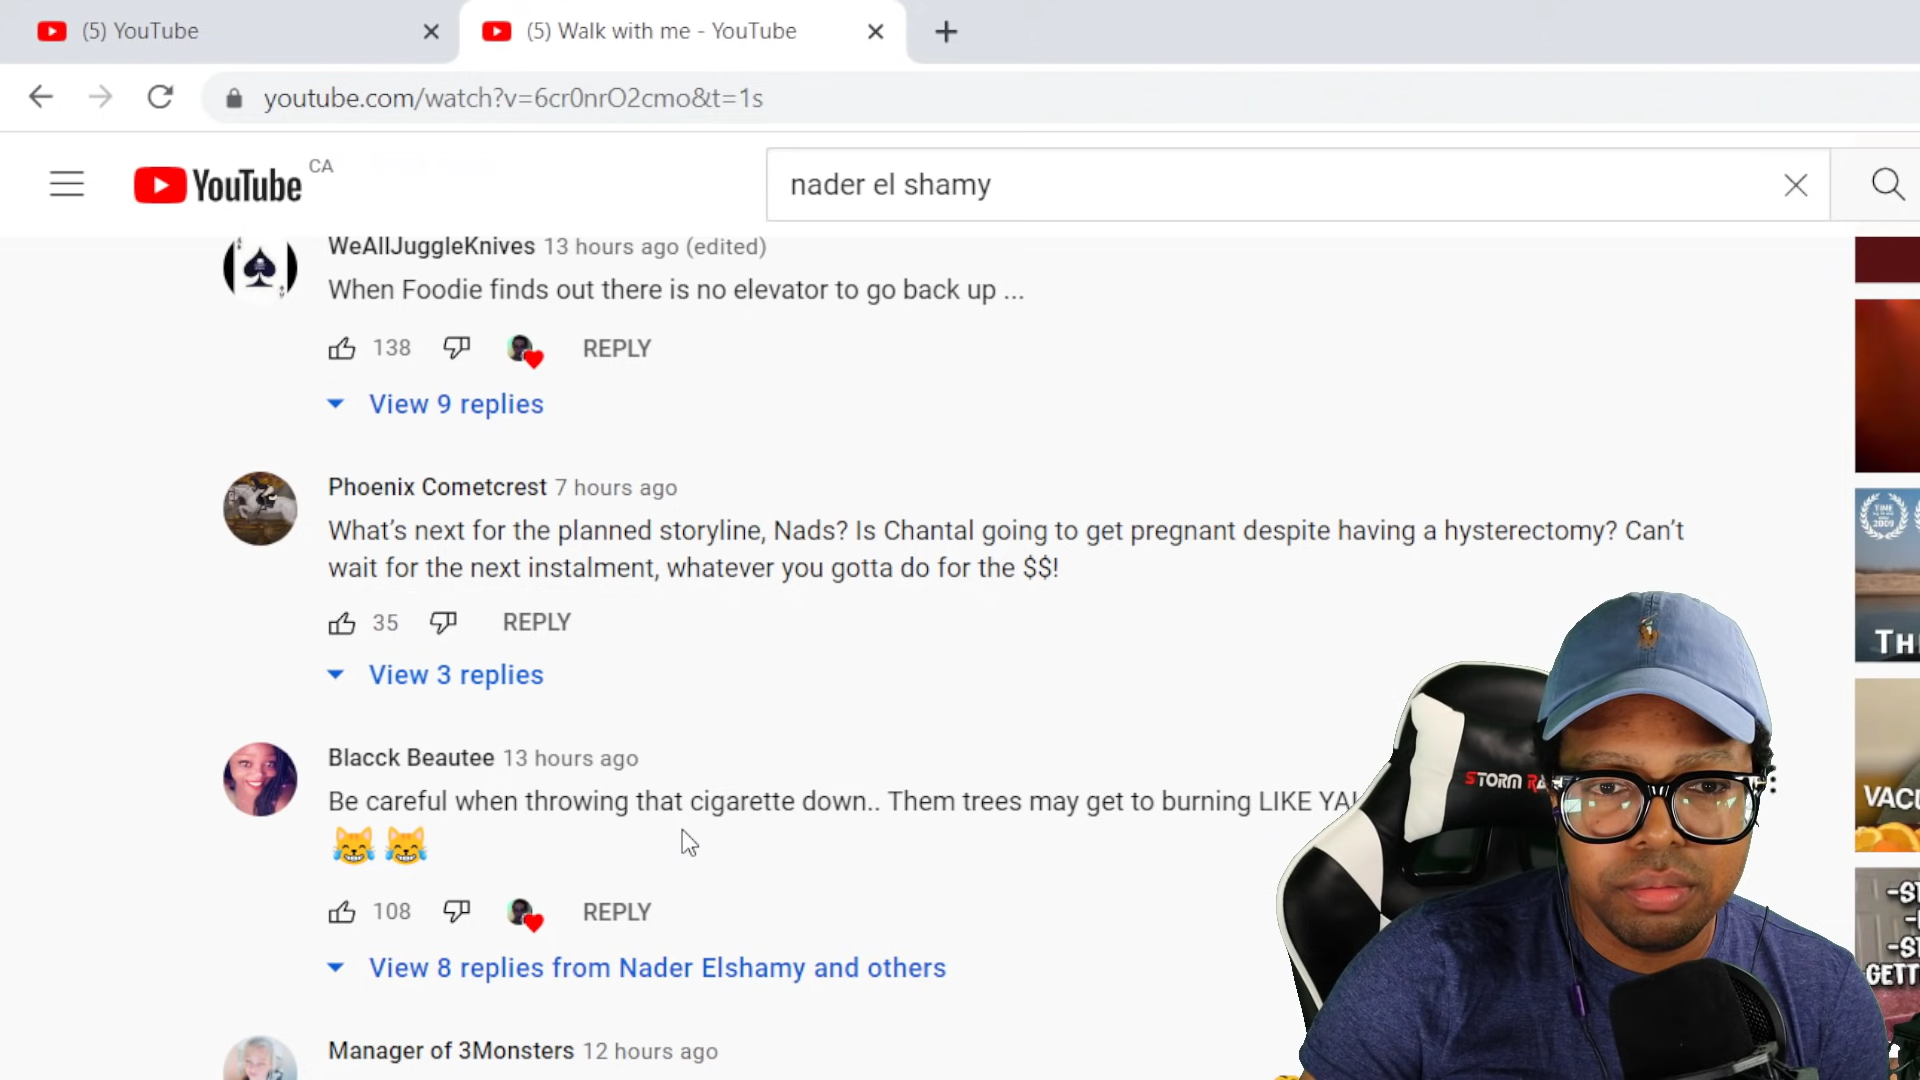 (5) YouTube
(5) Walk with me - YouTube
youtube.com/watch?v=6cr0nrO2cmo&t=1s
YouTube CA
nader el shamy
WeAllJuggleKnives 13 hours ago (edited)
When Foodie finds out there is no elevator to go back up ...
138 REPLY
View 9 replies
Phoenix Cometcrest 7 hours ago
What's next for the planned storyline, Nads? Is Chantal going to get pregnant despite having a hysterectomy? Can't
wait for the next instalment, whatever you gotta do for the $$!
35 REPLY
View 3 replies
Blacck Beautee 13 hours ago
Be careful when throwing that cigarette down.. Them trees may get to burning LIKE
108 REPLY
View 8 replies from Nader Elshamy and others
Manager of 3Monsters 12 hours ago
TIME
2009
STORM